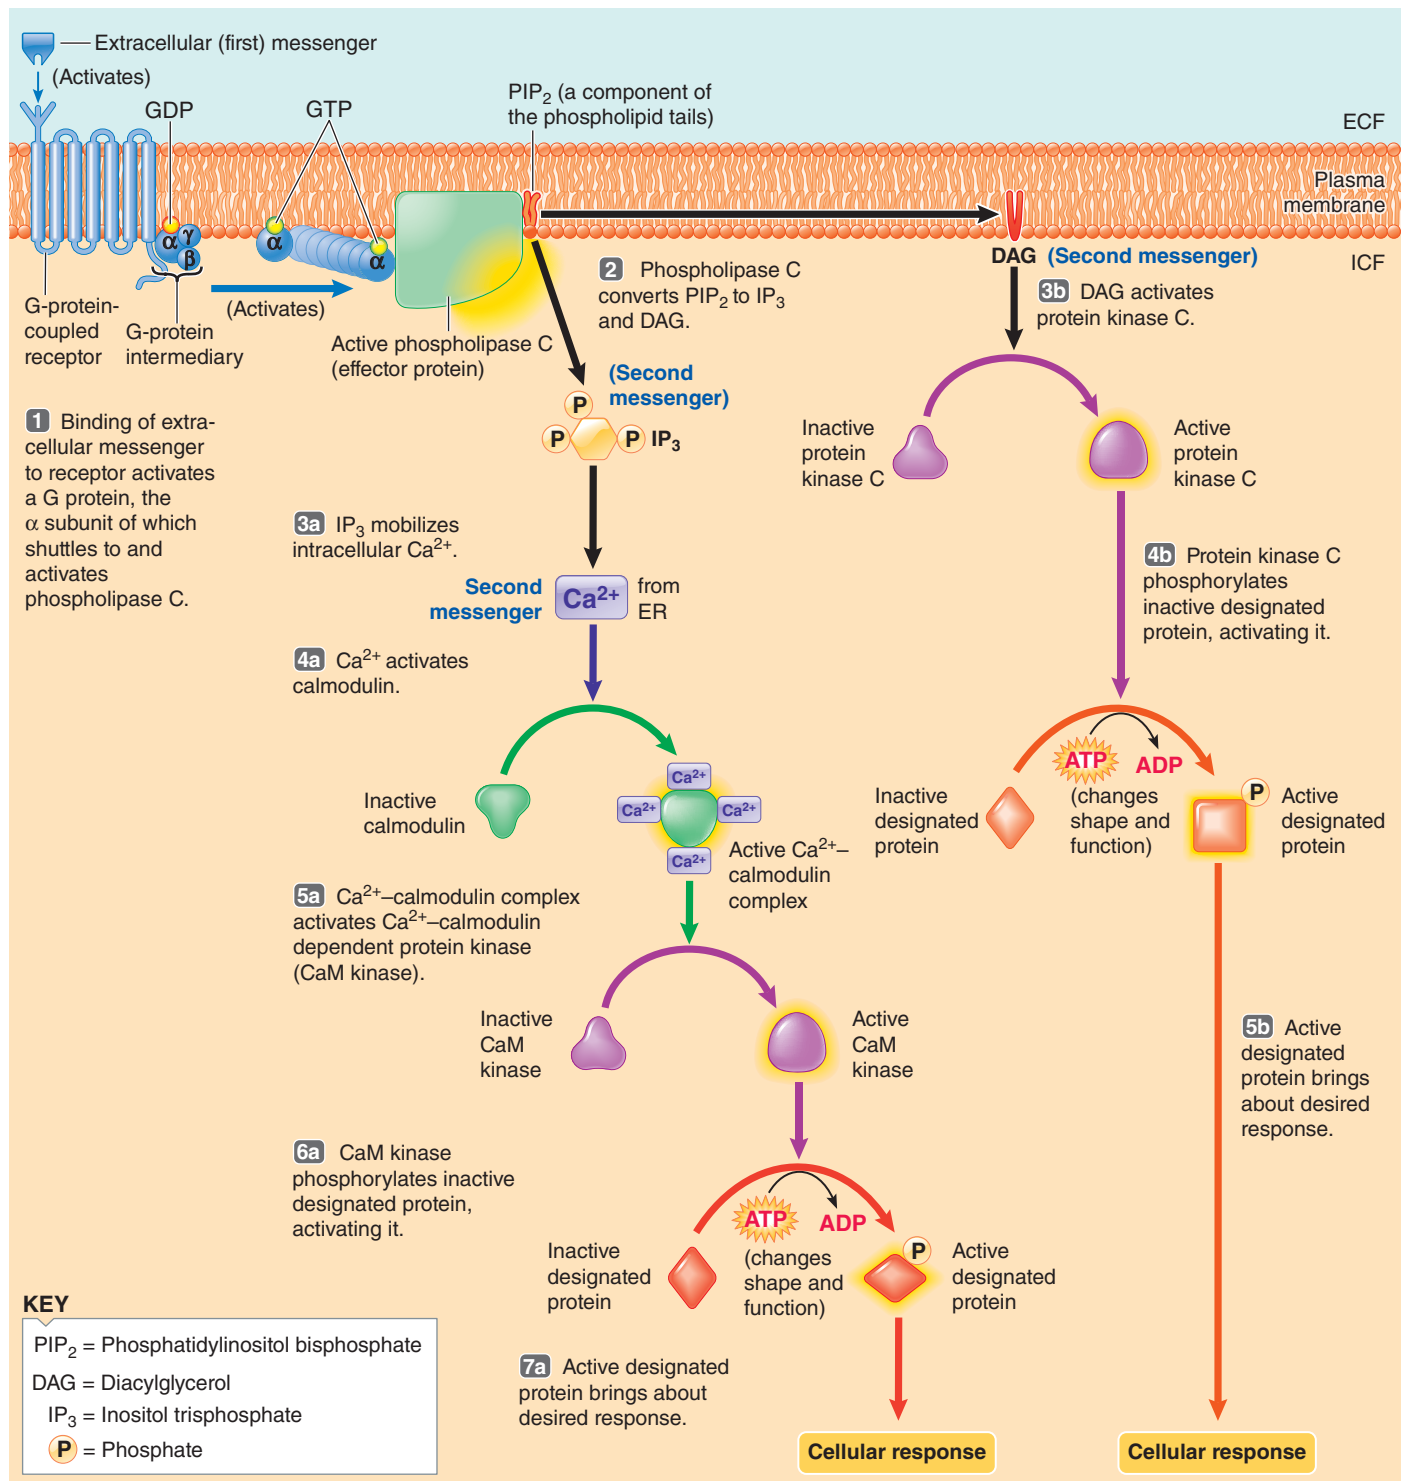 Extracellular (first) messenger
(Activates)
GDP
GTP
PIP2 (a component of
the phospholipid tails)
ECF
Plasma
membrane
ICF
α
γ
β
α
α
G-protein-
coupled
receptor
G-protein
intermediary
(Activates)
Active phospholipase C
(effector protein)
2 Phospholipase C
converts PIP2 to IP3
and DAG.
DAG (Second messenger)
3b DAG activates
protein kinase C.
(Second
messenger)
P
P
P
IP3
1 Binding of extra-
cellular messenger
to receptor activates
a G protein, the
α subunit of which
shuttles to and
activates
phospholipase C.
Inactive
protein
kinase C
Active
protein
kinase C
3a IP3 mobilizes
intracellular Ca2+.
Second
messenger
Ca2+
from
ER
4b Protein kinase C
phosphorylates
inactive designated
protein, activating it.
4a Ca2+ activates
calmodulin.
Inactive
calmodulin
Ca2+
Ca2+
Ca2+
Ca2+
Active Ca2+–
calmodulin
complex
Inactive
designated
protein
ATP
ADP
(changes
shape and
function)
P
Active
designated
protein
5a Ca2+–calmodulin complex
activates Ca2+–calmodulin
dependent protein kinase
(CaM kinase).
Inactive
CaM
kinase
Active
CaM
kinase
5b Active
designated
protein brings
about desired
response.
6a CaM kinase
phosphorylates inactive
designated protein,
activating it.
Inactive
designated
protein
ATP
ADP
(changes
shape and
function)
P
Active
designated
protein
7a Active designated
protein brings about
desired response.
Cellular response
Cellular response
KEY
PIP2 = Phosphatidylinositol bisphosphate
DAG = Diacylglycerol
IP3 = Inositol trisphosphate
P = Phosphate